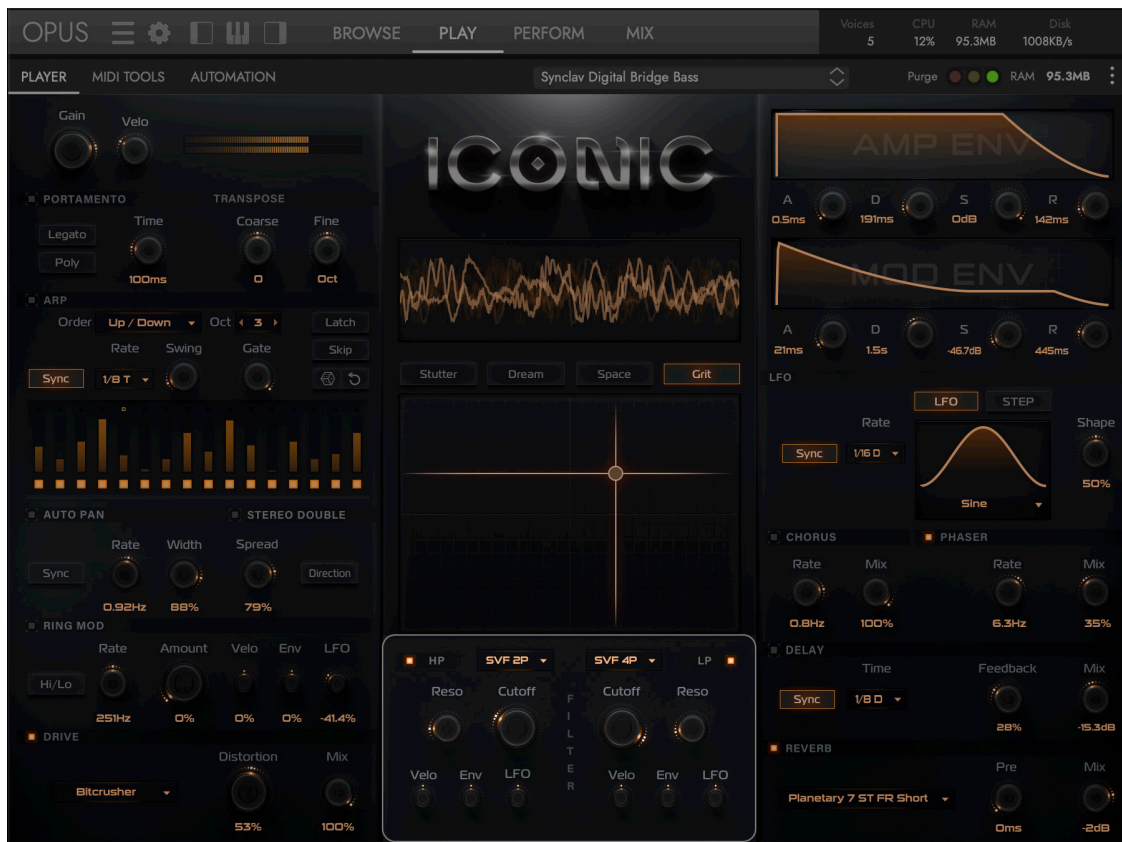 OPUS
BROWSE PLAY PERFORM MIX
Voices CPU RAM Disk
5 12% 95.3MB 1008KB/s
PLAYER MIDI TOOLS AUTOMATION
Synclav Digital Bridge Bass
Purge RAM 95.3MB
Gain Velo
PORTAMENTO TRANSPOSE
Legato
Poly
Time Coarse Fine
100ms 0 0ct
ARP
Order Up / Down Oct 3 Latch
Rate Swing Gate Skip
Sync 1/8 T
AUTO PAN STEREO DOUBLE
Rate Width Spread
Sync Direction
0.92Hz 88% 79%
RING MOD
Rate Amount Velo Env LFO
Hi/Lo
251Hz 0% 0% 0% -41.4%
DRIVE
Distortion Mix
Bitcrusher
53% 100%
ICONIC
Stutter Dream Space Grit
HP SVF 2P SVF 4P LP
Reso Cutoff Cutoff Reso
FILTER
Velo Env LFO Velo Env LFO
AMP ENV
A D S R
0.5ms 191ms 0dB 142ms
MOD ENV
A D S R
21ms 1.5s -46.7dB 445ms
LFO
LFO STEP
Rate Shape
Sync 1/16 D
50%
Sine
CHORUS PHASER
Rate Mix Rate Mix
0.8Hz 100% 6.3Hz 35%
DELAY
Time Feedback Mix
Sync 1/8 D
28% -15.3dB
REVERB
Pre Mix
Planetary 7 ST FR Short
0ms -2dB